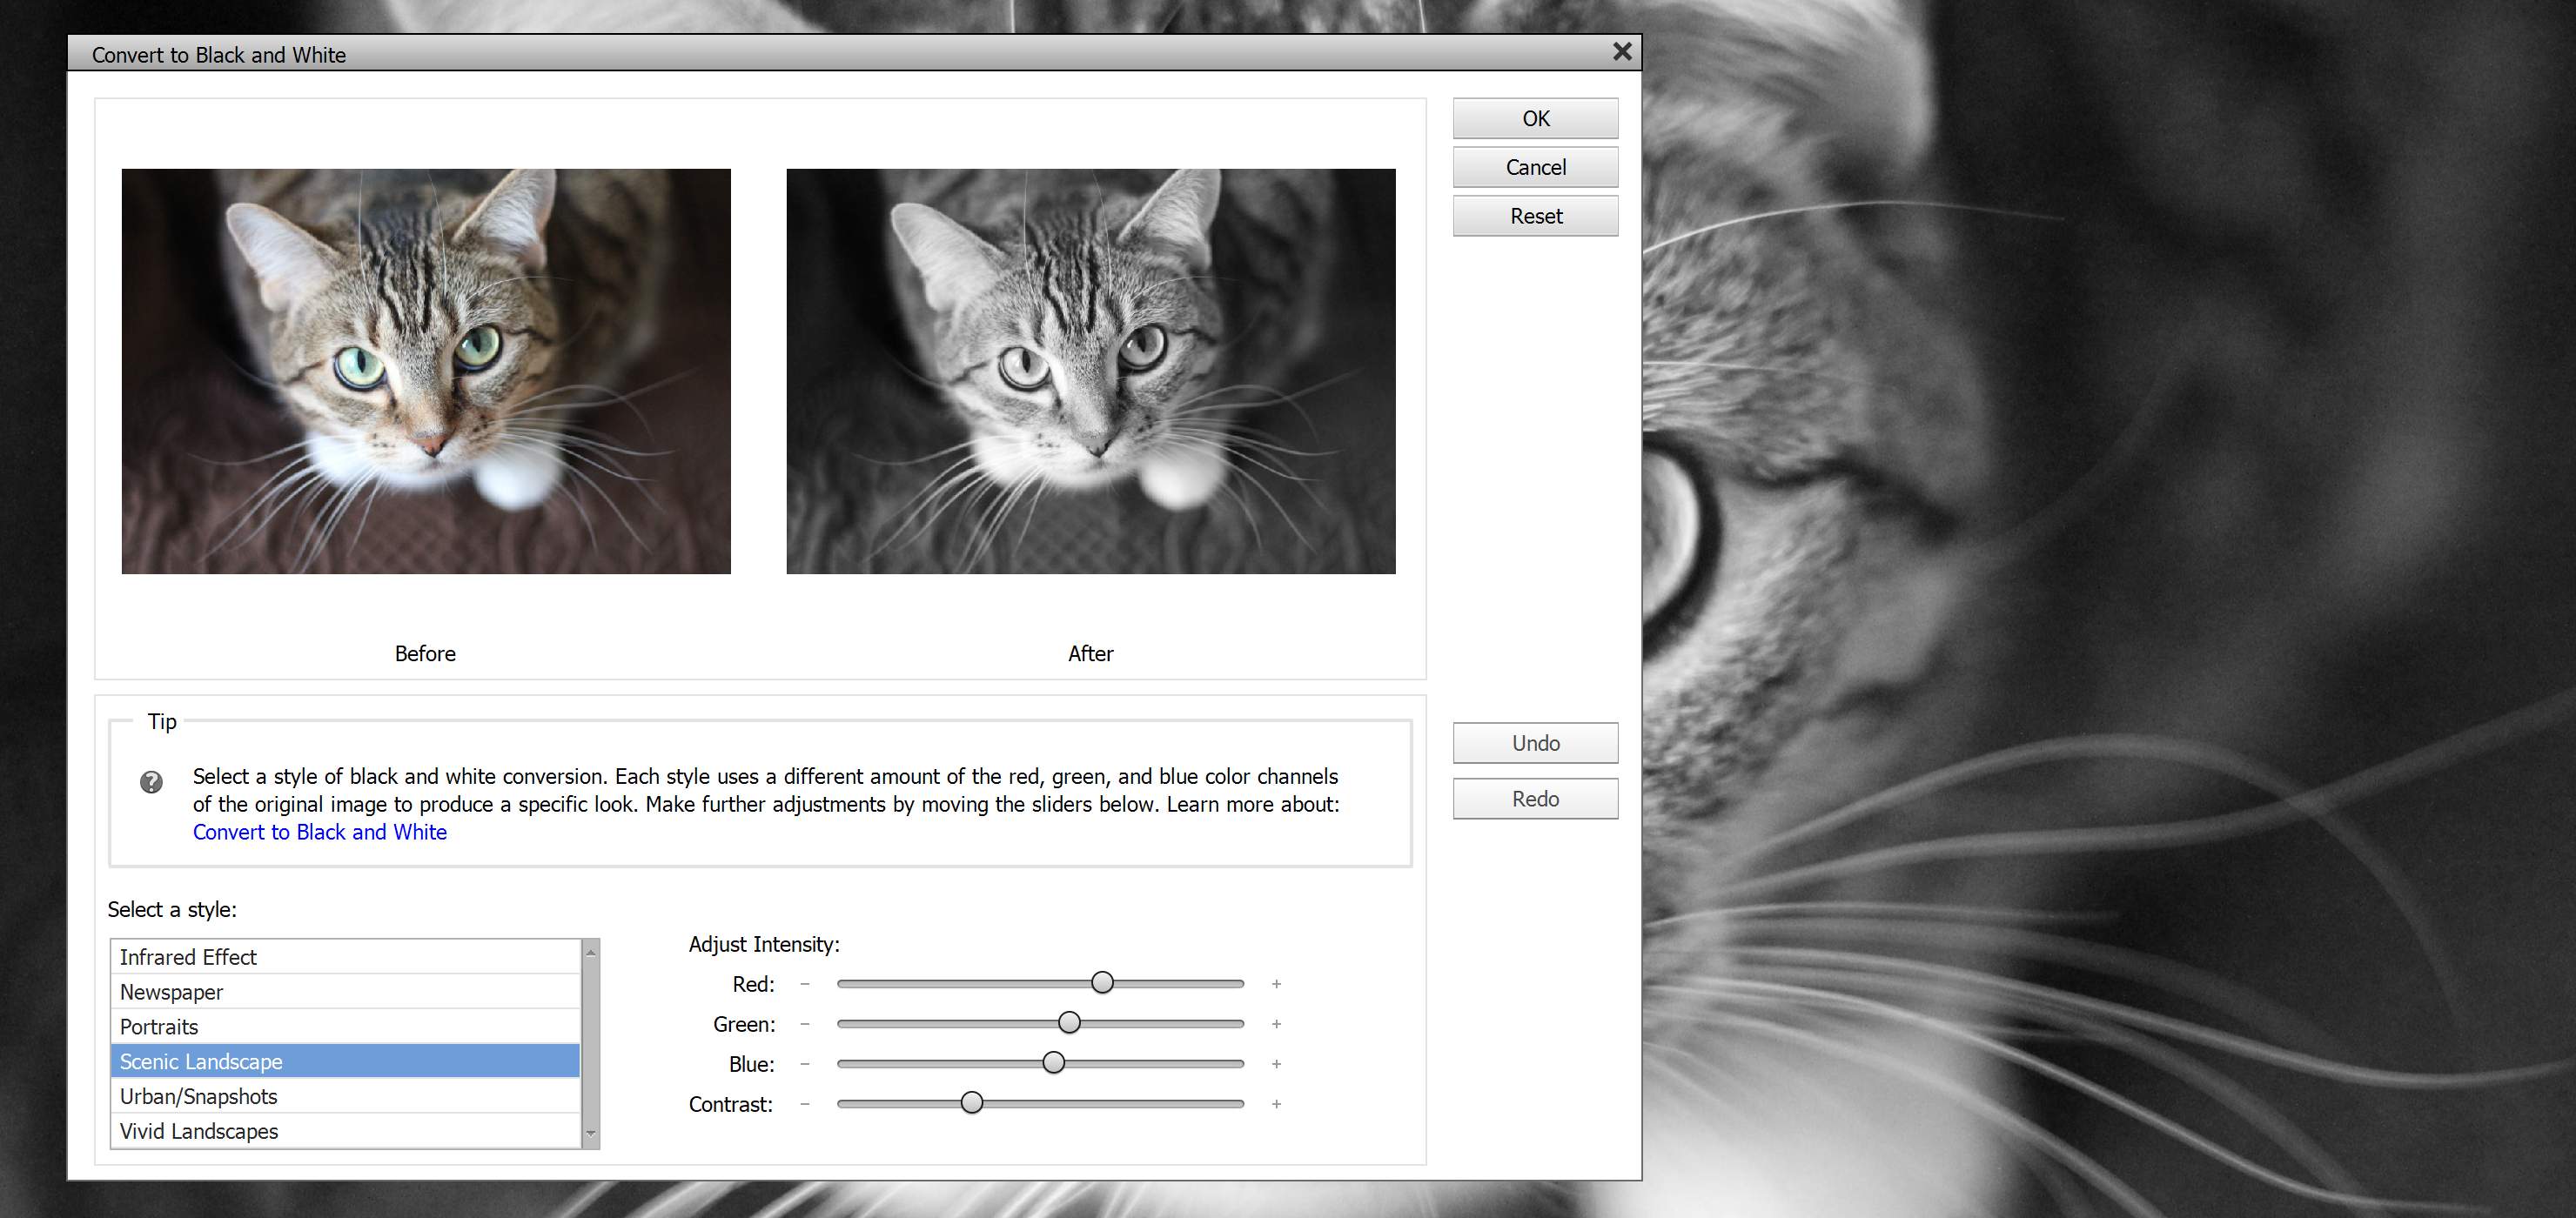 Convert to Black and White
OK
Cancel
Reset
Before
After
Tip
Select a style of black and white conversion. Each style uses a different amount of the red, green, and blue color channels
of the original image to produce a specific look. Make further adjustments by moving the sliders below. Learn more about:
Convert to Black and White
Undo
Redo
Select a style:
Infrared Effect
Newspaper
Portraits
Scenic Landscape
Urban/Snapshots
Vivid Landscapes
Adjust Intensity:
Red: - +
Green: - +
Blue: - +
Contrast: - +